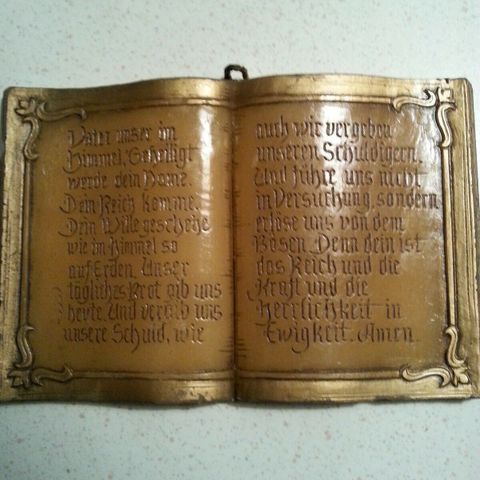 Vater unser im
Himmel, Geheiligt
werde dein Name.
Dein Reich komme.
Dein Wille geschehe
wie im Himmel so
auf Erden. Unser
tägliches Brot gib uns
heute. Und vergib uns
unsere Schuld, wie
auch wir vergeben
unseren Schuldigern.
Und führe uns nicht
in Versuchung, sondern
erlöse uns von dem
Bösen. Denn dein ist
das Reich und die
Kraft und die
Herrlichkeit in
Ewigkeit. Amen.